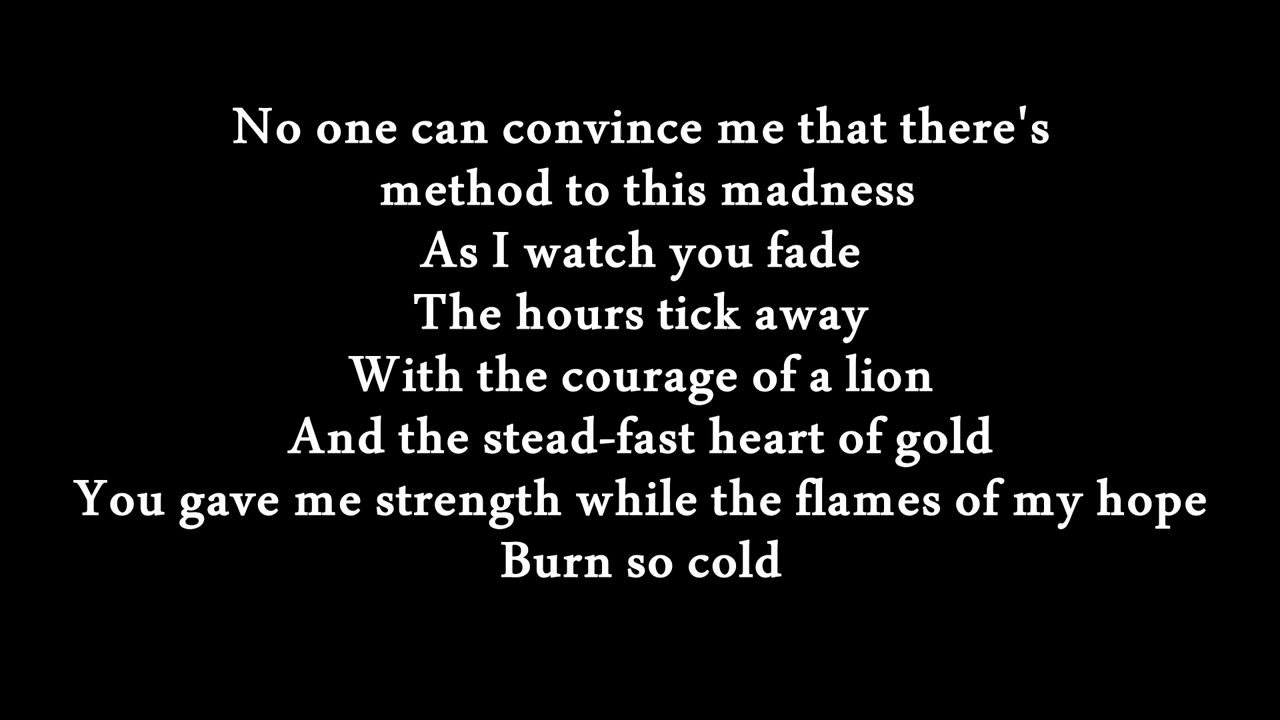 No one can convince me that there's
method to this madness
As I watch you fade
The hours tick away
With the courage of a lion
And the stead-fast heart of gold
You gave me strength while the flames of my hope
Burn so cold